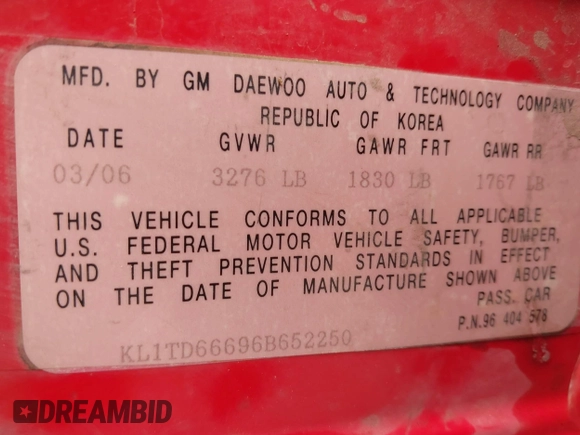 MFD. BY GM DAEWOO AUTO & TECHNOLOGY COMPANY
REPUBLIC OF KOREA
DATE GVWR GAWR FRT GAWR RR
03/06 3276 LB 1830 LB 1767 LB
THIS VEHICLE CONFORMS TO ALL APPLICABLE
U.S. FEDERAL MOTOR VEHICLE SAFETY, BUMPER,
AND THEFT PREVENTION STANDARDS IN EFFECT
ON THE DATE OF MANUFACTURE SHOWN ABOVE
PASS. CAR
P.N.96 404 578
KL1TD66696B652250
DREAMBID